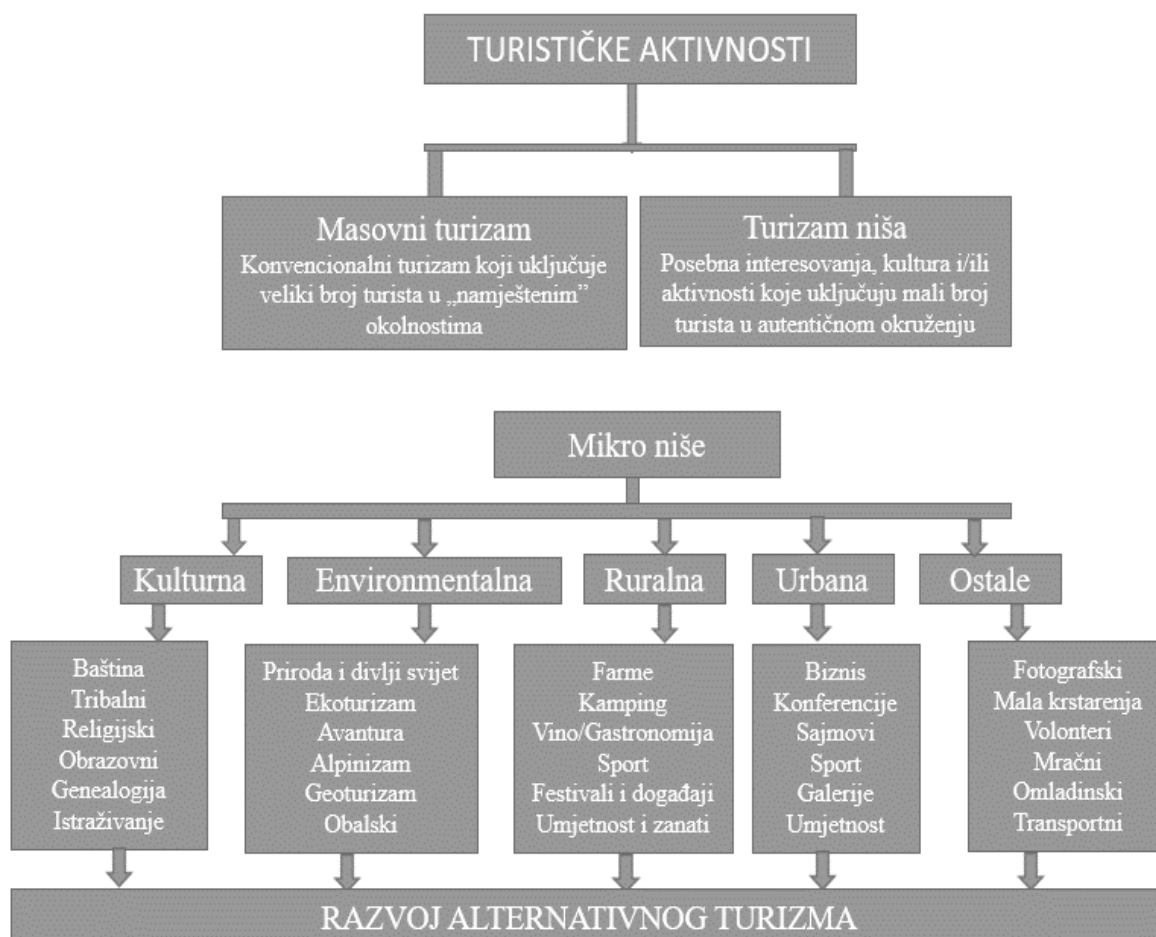 TURISTIČKE AKTIVNOSTI
Masovni turizam
Konvencionalni turizam koji uključuje
veliki broj turista u „namještenim”
okolnostima
Turizam niša
Posebna interesovanja, kultura i/ili
aktivnosti koje uključuju mali broj
turista u autentičnom okruženju
Mikro niše
Kulturna
Environmentalna
Ruralna
Urbana
Ostale
Baština
Tribalni
Religijski
Obrazovni
Genealogija
Istraživanje
Priroda i divlji svijet
Ekoturizam
Avantura
Alpinizam
Geoturizam
Obalski
Farme
Kamping
Vino/Gastronomija
Sport
Festivali i događaji
Umjetnost i zanati
Biznis
Konferencije
Sajmovi
Sport
Galerije
Umjetnost
Fotografski
Mala krstarenja
Volonteri
Mračni
Omladinski
Transportni
RAZVOJ ALTERNATIVNOG TURIZMA